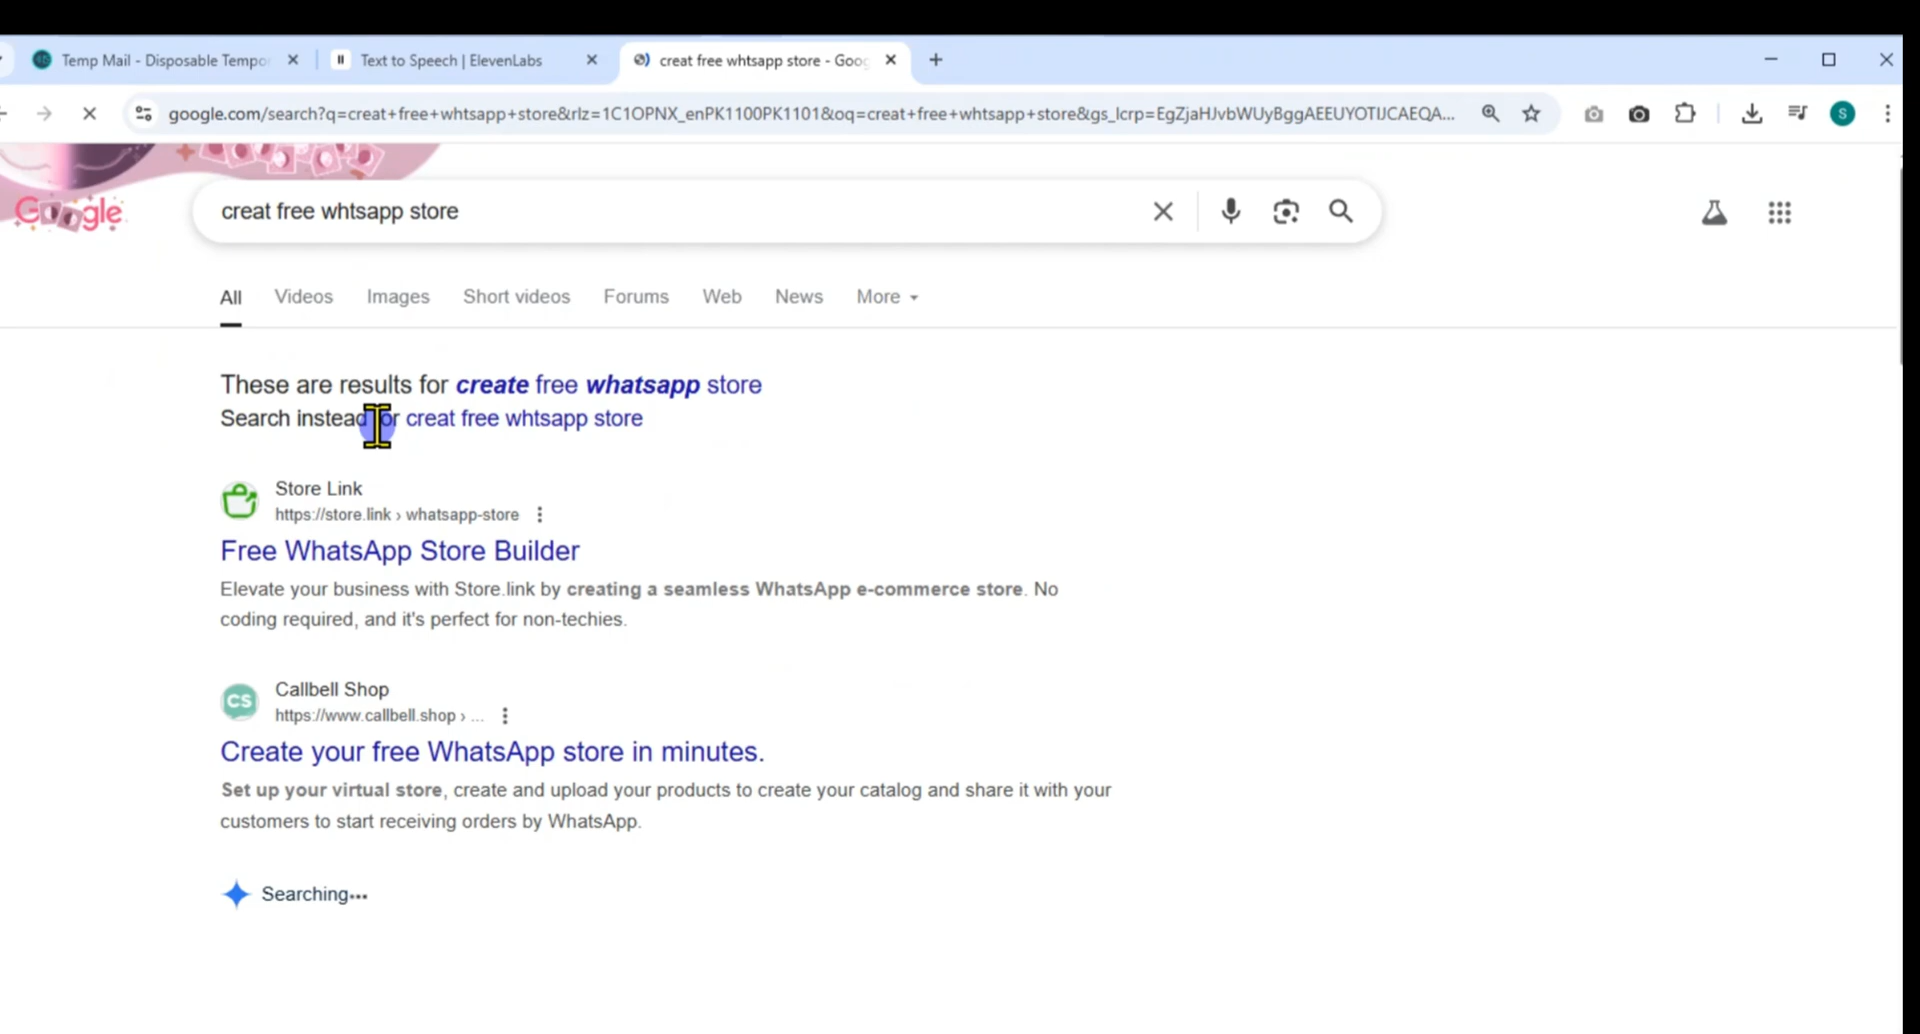 Temp Mail - Disposable Tempo
Text to Speech | ElevenLabs
creat free whtsapp store - Goog
google.com/search?q=creat+free+whtsapp+store&rlz=1C1OPNX_enPK1100PK1101&oq=creat+free+whtsapp+store&gs_lcrp=EgZjaHJvbWUyBggAEEUYOTIJCAEQA...
S
Google
creat free whtsapp store
All Videos Images Short videos Forums Web News More
These are results for create free whatsapp store
Search instead for creat free whtsapp store
Store Link
https://store.link › whatsapp-store
Free WhatsApp Store Builder
Elevate your business with Store.link by creating a seamless WhatsApp e-commerce store. No
coding required, and it's perfect for non-techies.
CS
Callbell Shop
https://www.callbell.shop › ...
Create your free WhatsApp store in minutes.
Set up your virtual store, create and upload your products to create your catalog and share it with your
customers to start receiving orders by WhatsApp.
Searching...